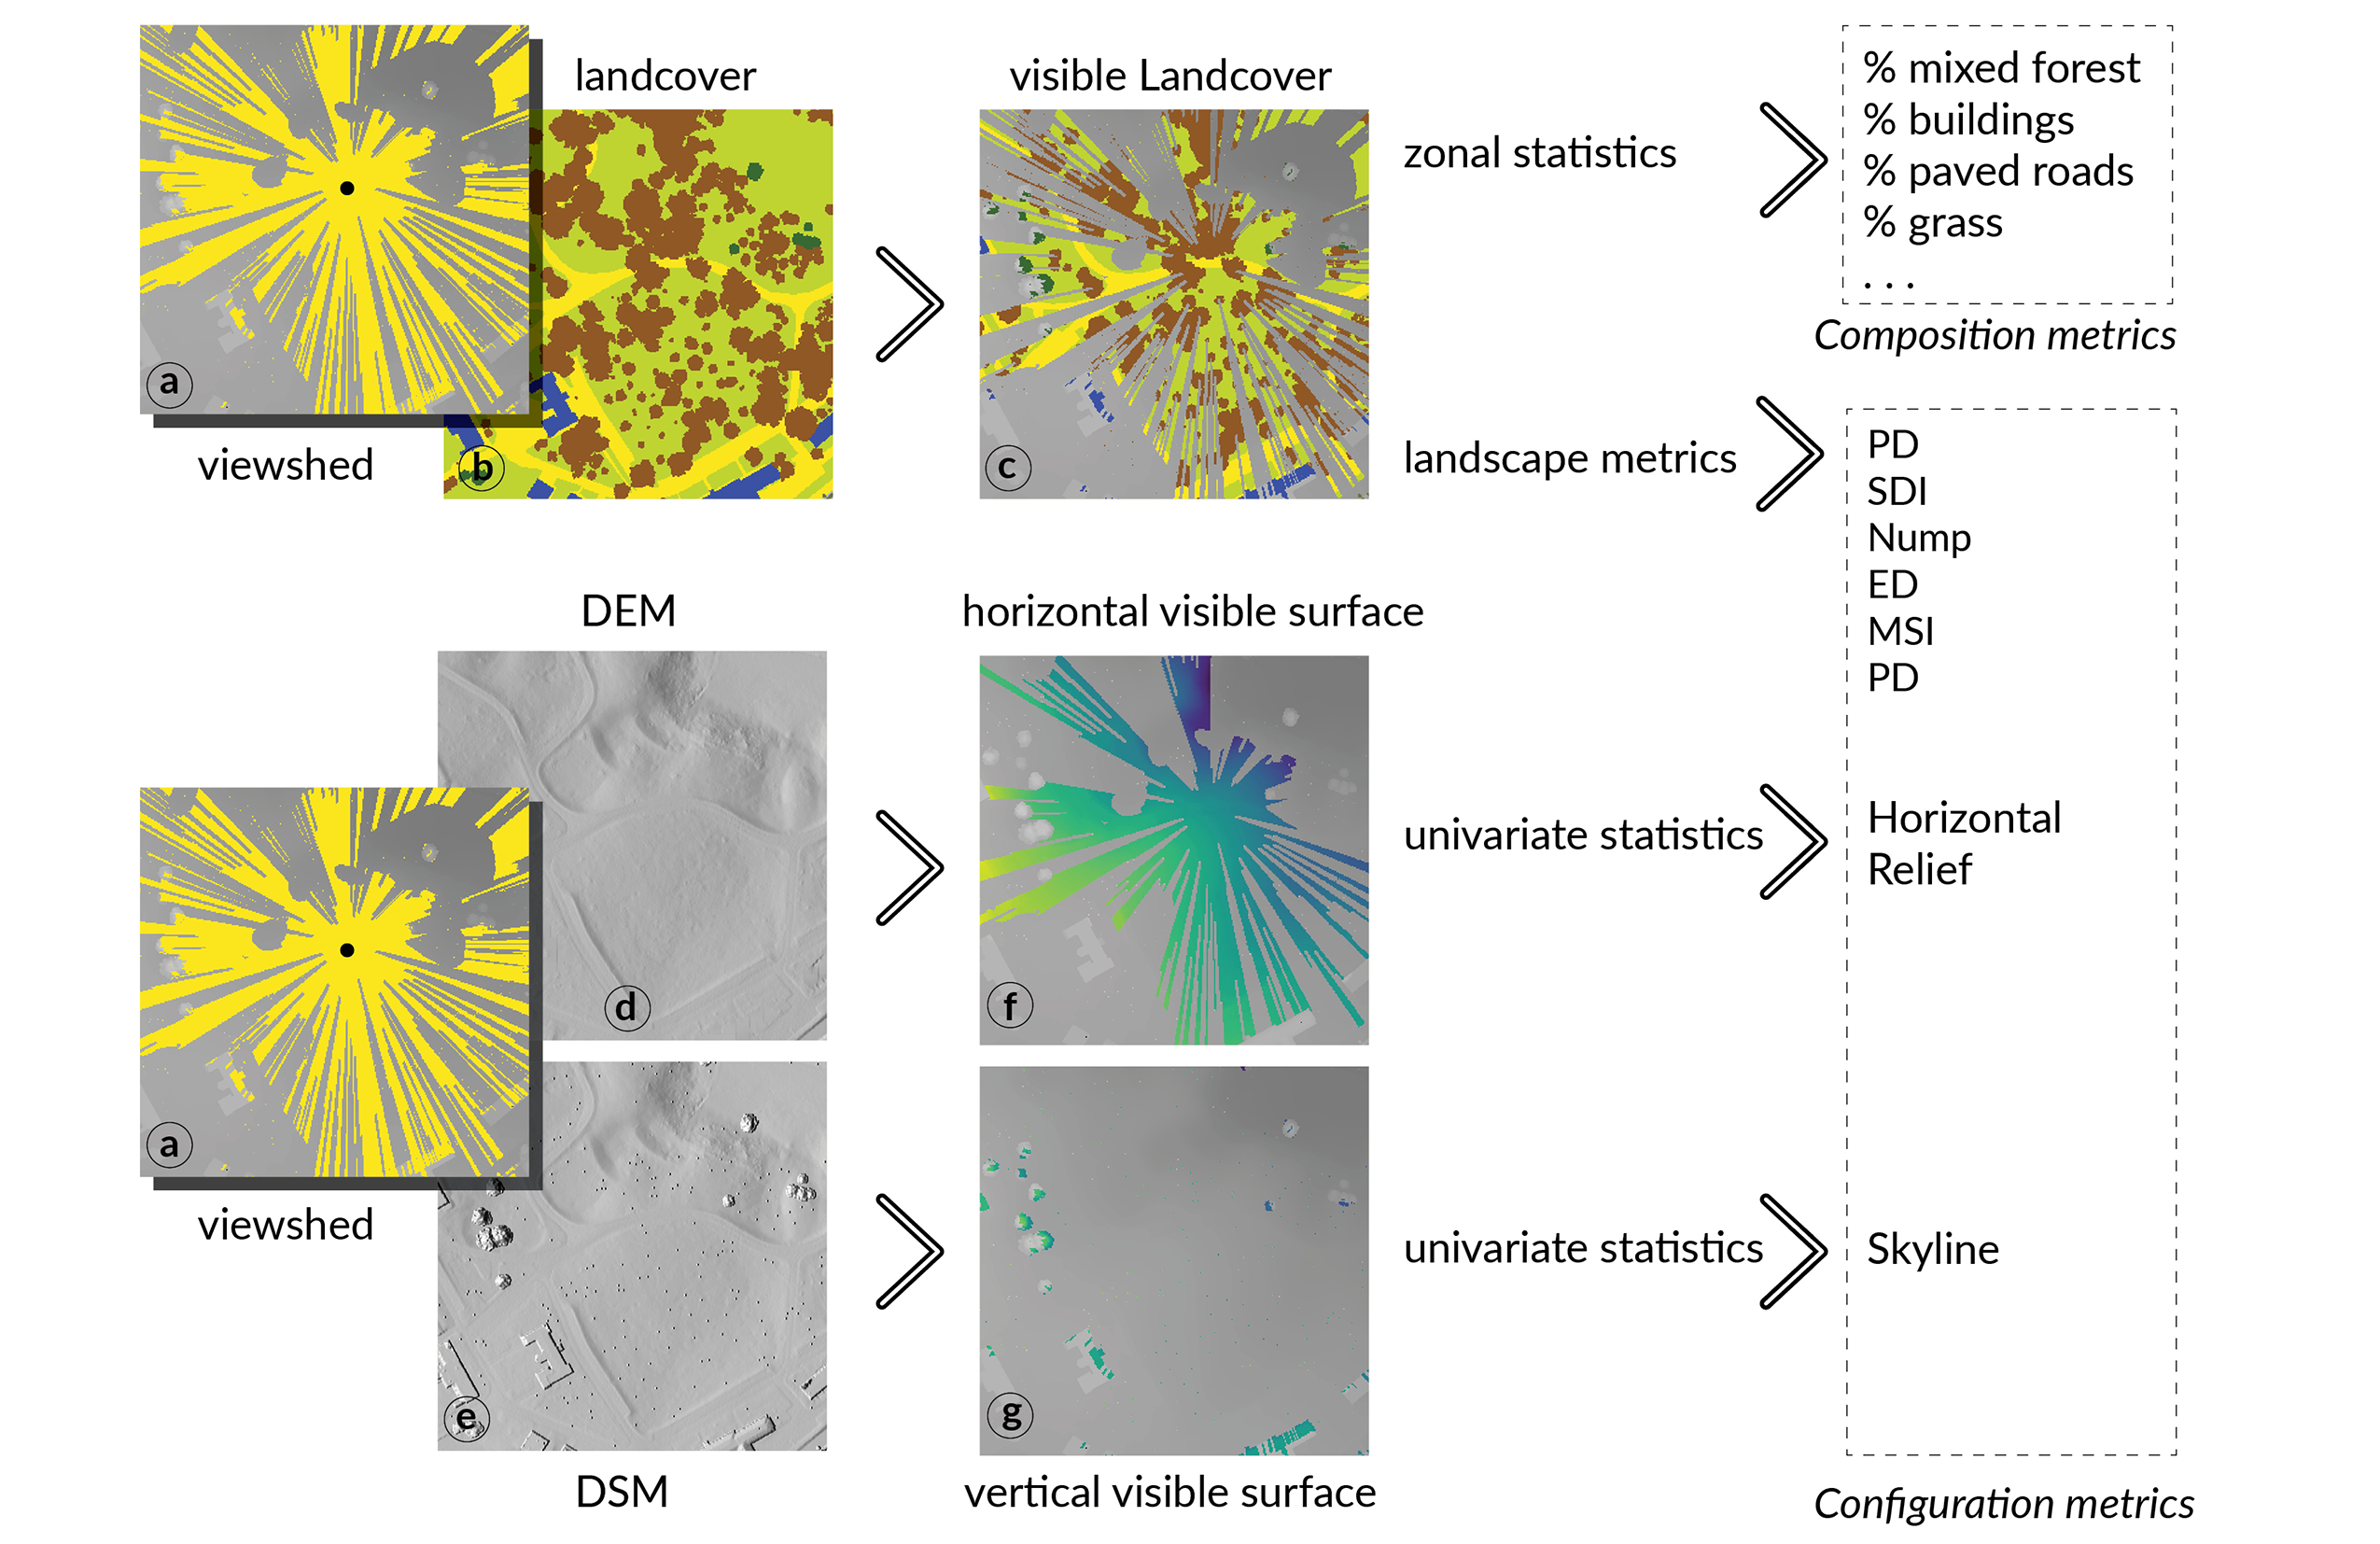 landcover
visible Landcover
zonal statistics
% mixed forest
% buildings
% paved roads
% grass
. . .
Composition metrics
a
viewshed
b
c
landscape metrics
PD
SDI
Nump
ED
MSI
PD
DEM
horizontal visible surface
d
f
univariate statistics
Horizontal
Relief
a
viewshed
e
DSM
g
vertical visible surface
univariate statistics
Skyline
Configuration metrics